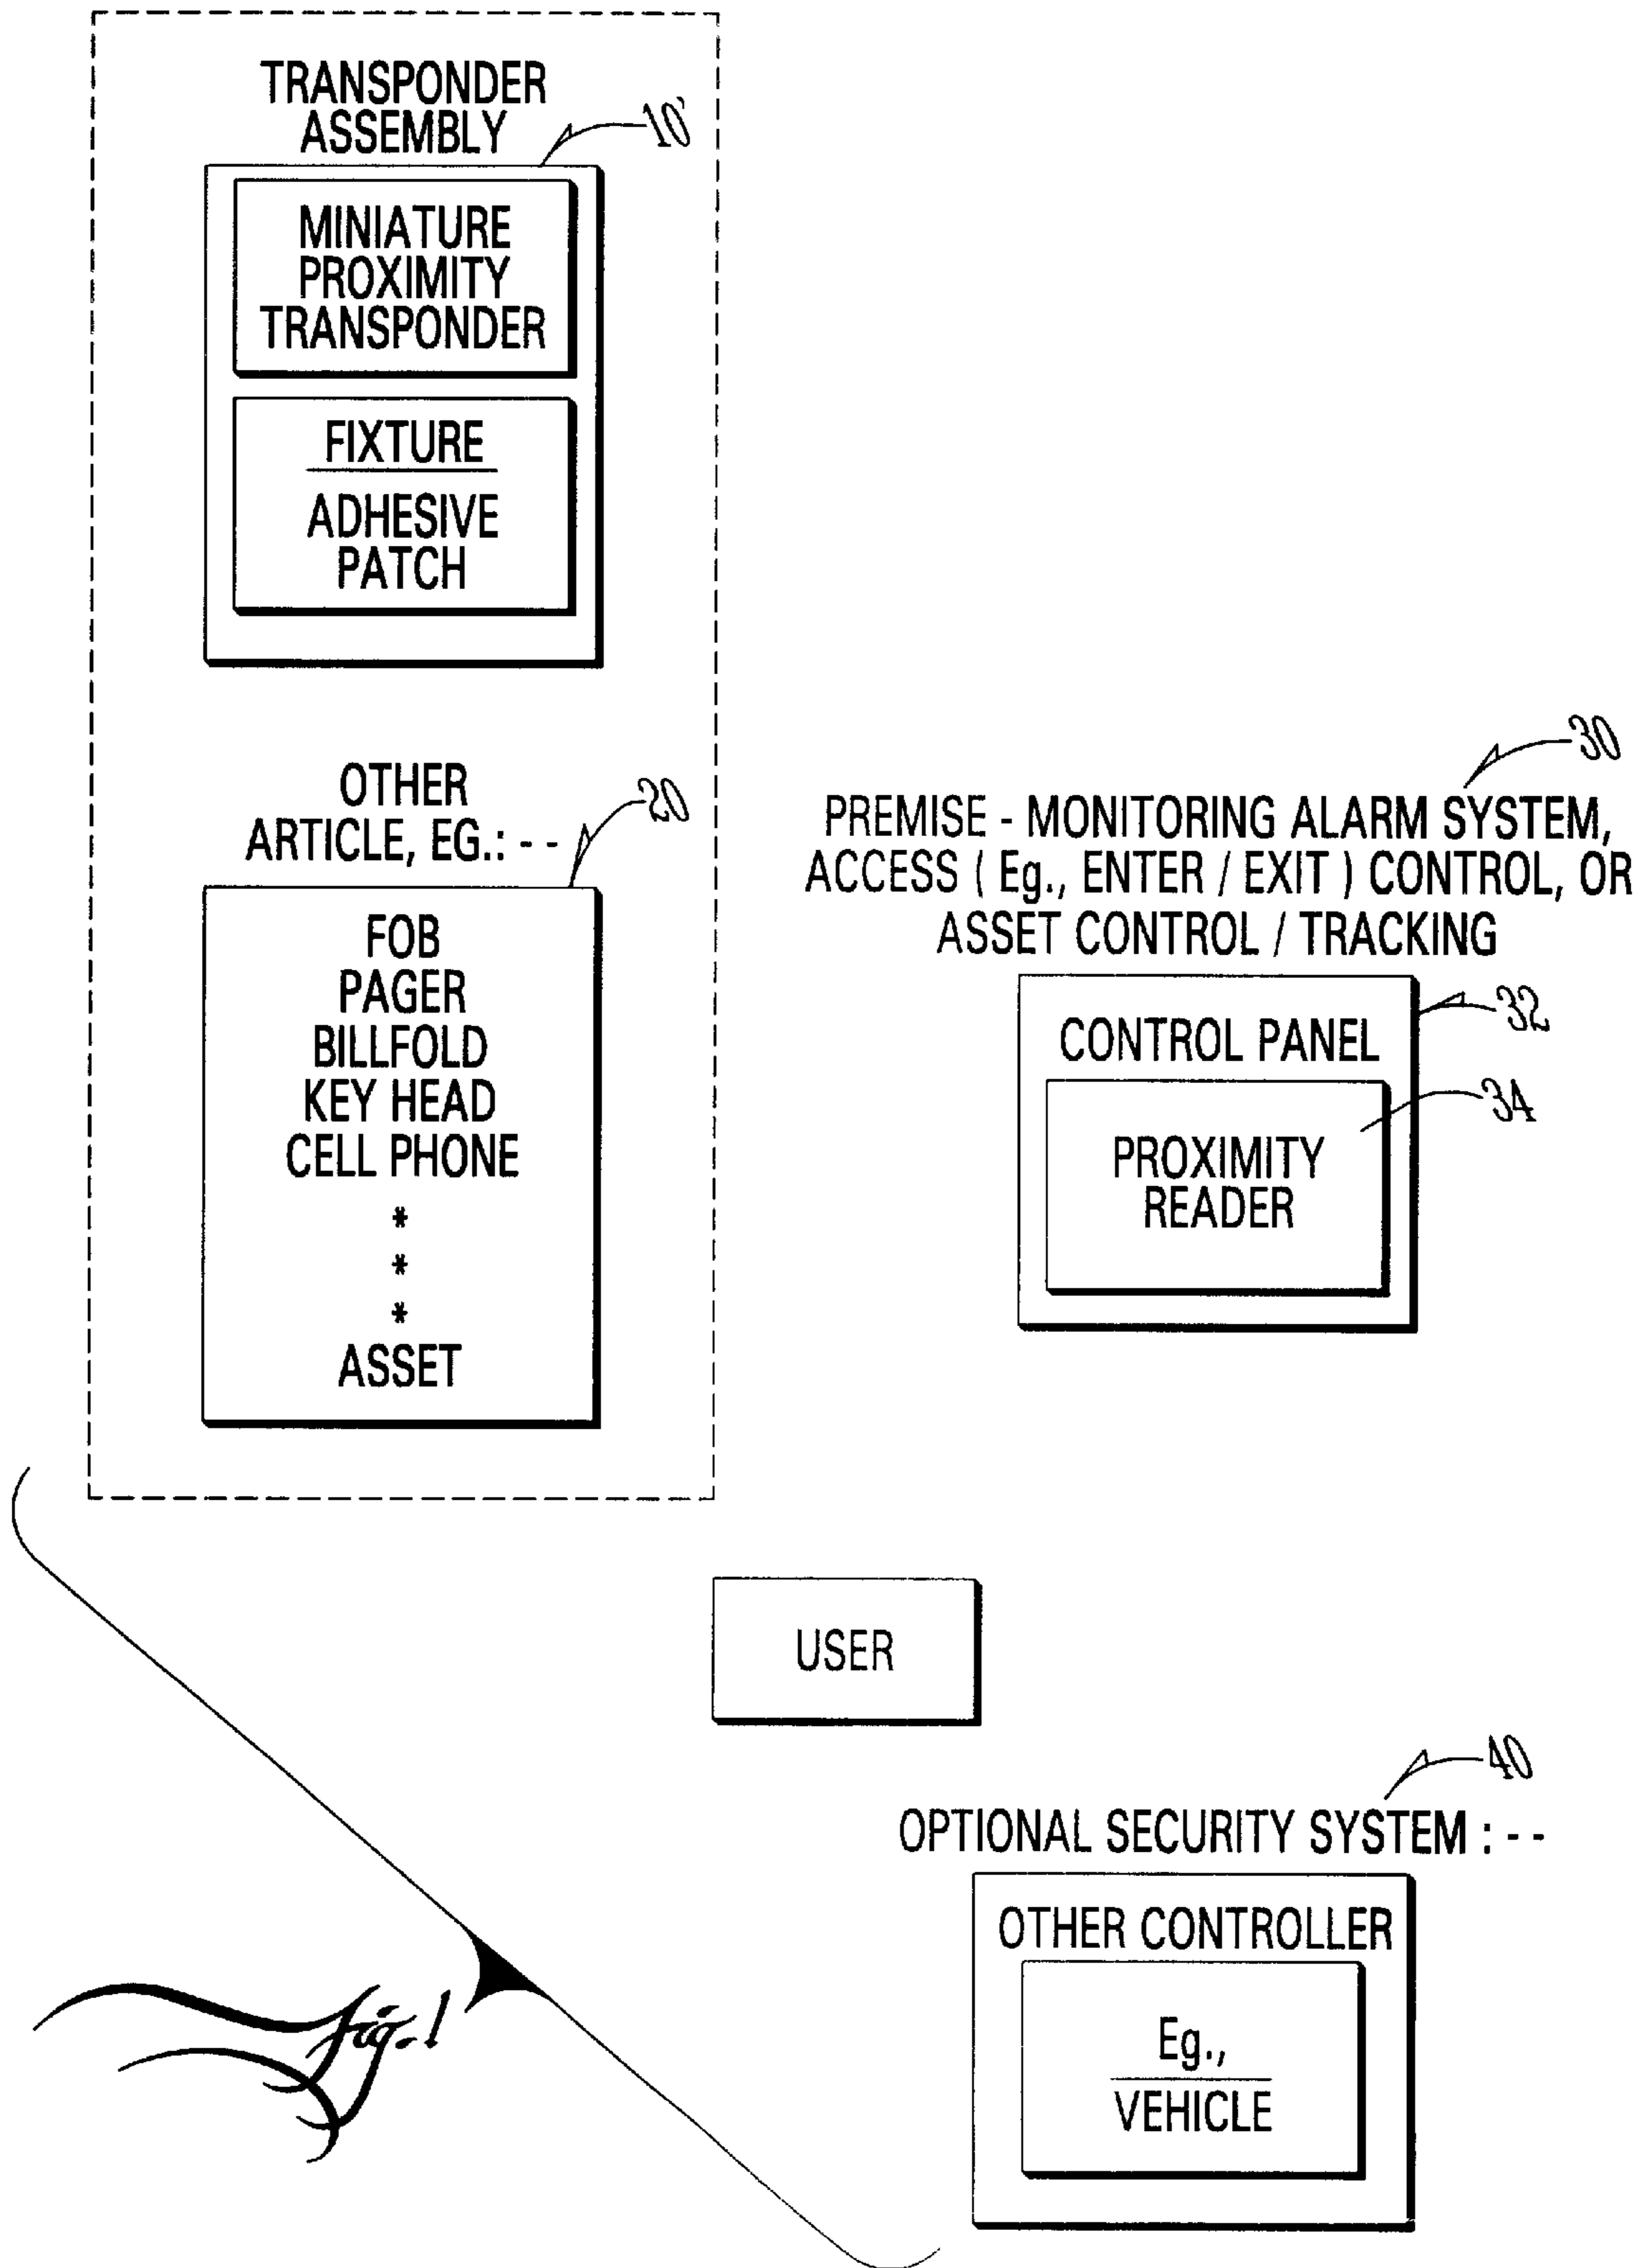 TRANSPONDER
ASSEMBLY
10'
MINIATURE
PROXIMITY
TRANSPONDER
FIXTURE
ADHESIVE
PATCH
OTHER
ARTICLE, EG.: - -
20
FOB
PAGER
BILLFOLD
KEY HEAD
CELL PHONE
*
*
*
ASSET
30
PREMISE - MONITORING ALARM SYSTEM,
ACCESS ( Eg., ENTER / EXIT ) CONTROL, OR
ASSET CONTROL / TRACKING
32
CONTROL PANEL
34
PROXIMITY
READER
USER
40
OPTIONAL SECURITY SYSTEM : - -
OTHER CONTROLLER
Eg.,
VEHICLE
fig. 1